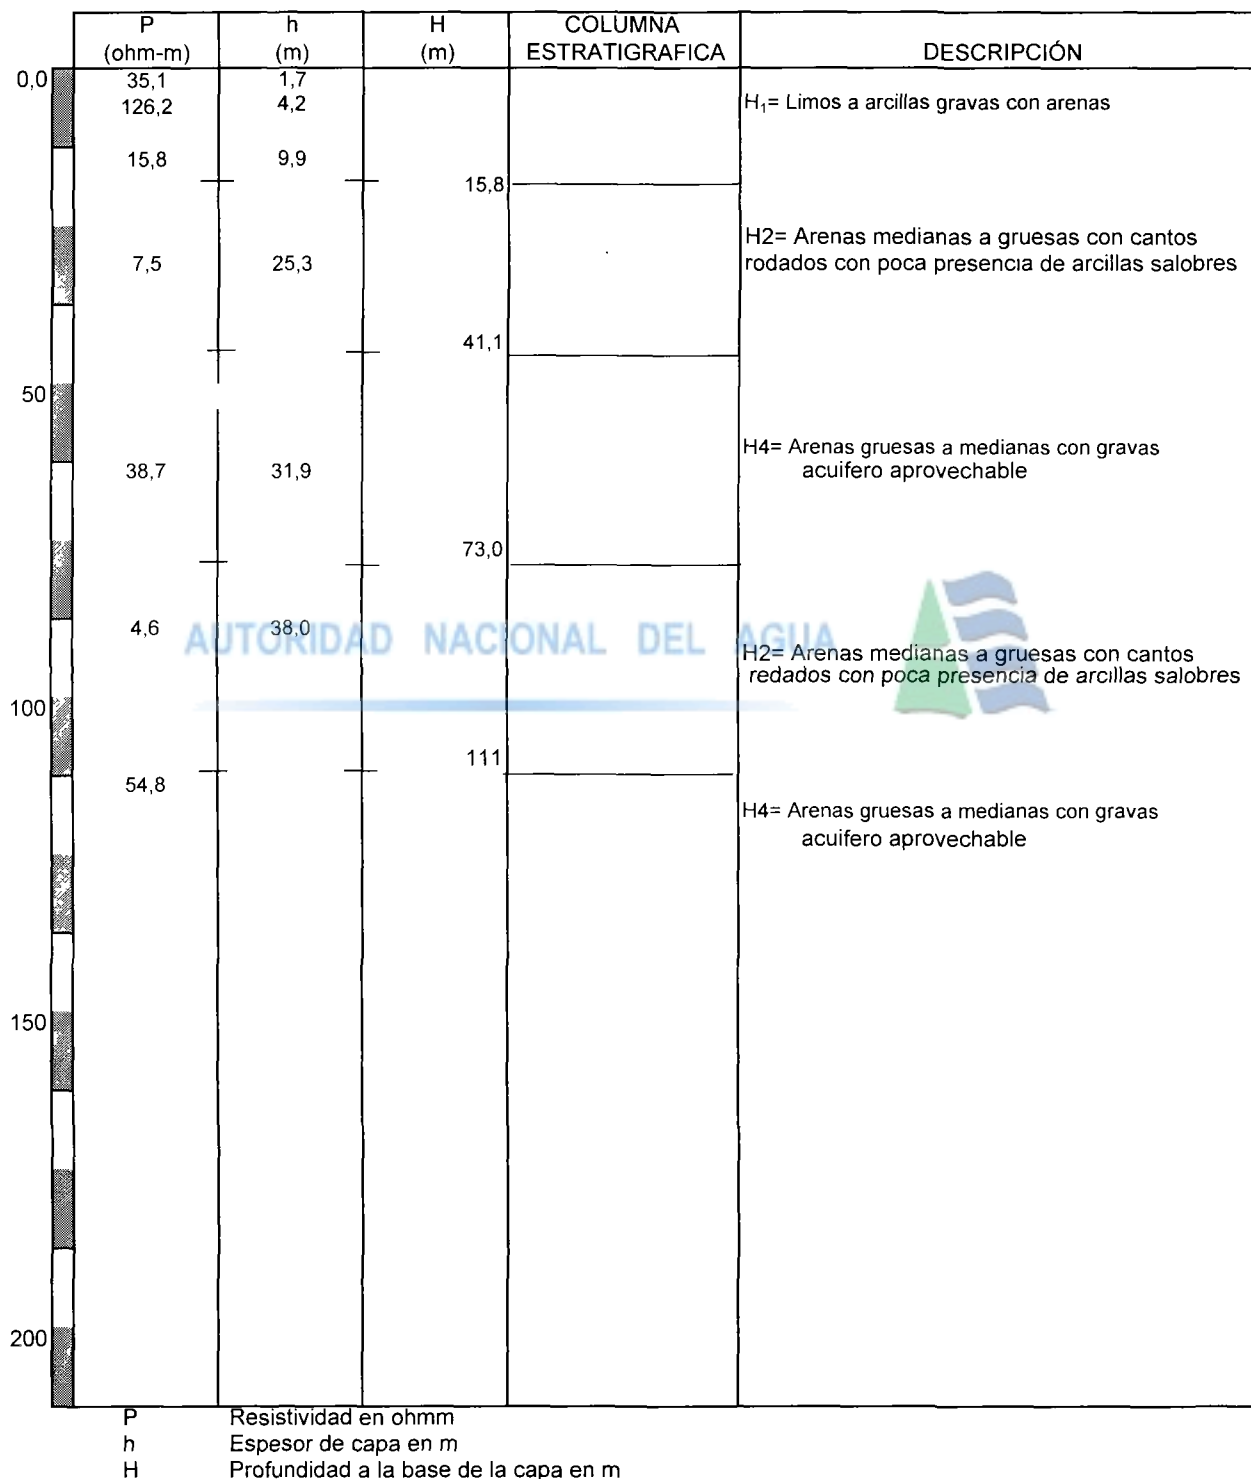 P h H COLUMNA
(ohm-m) (m) (m) ESTRATIGRAFICA DESCRIPCIÓN
0,0 35,1 1,7
126,2 4,2 H₁= Limos a arcillas gravas con arenas
15,8 9,9
15,8
H2= Arenas medianas a gruesas con cantos
7,5 25,3 rodados con poca presencia de arcillas salobres
41,1
50
H4= Arenas gruesas a medianas con gravas
38,7 31,9 acuifero aprovechable
73,0
4,6 38,0
AUTORIDAD NACIONAL DEL AGUA
H2= Arenas medianas a gruesas con cantos
redados con poca presencia de arcillas salobres
100
111
54,8
H4= Arenas gruesas a medianas con gravas
acuifero aprovechable
150
200
P Resistividad en ohmm
h Espesor de capa en m
H Profundidad a la base de la capa en m